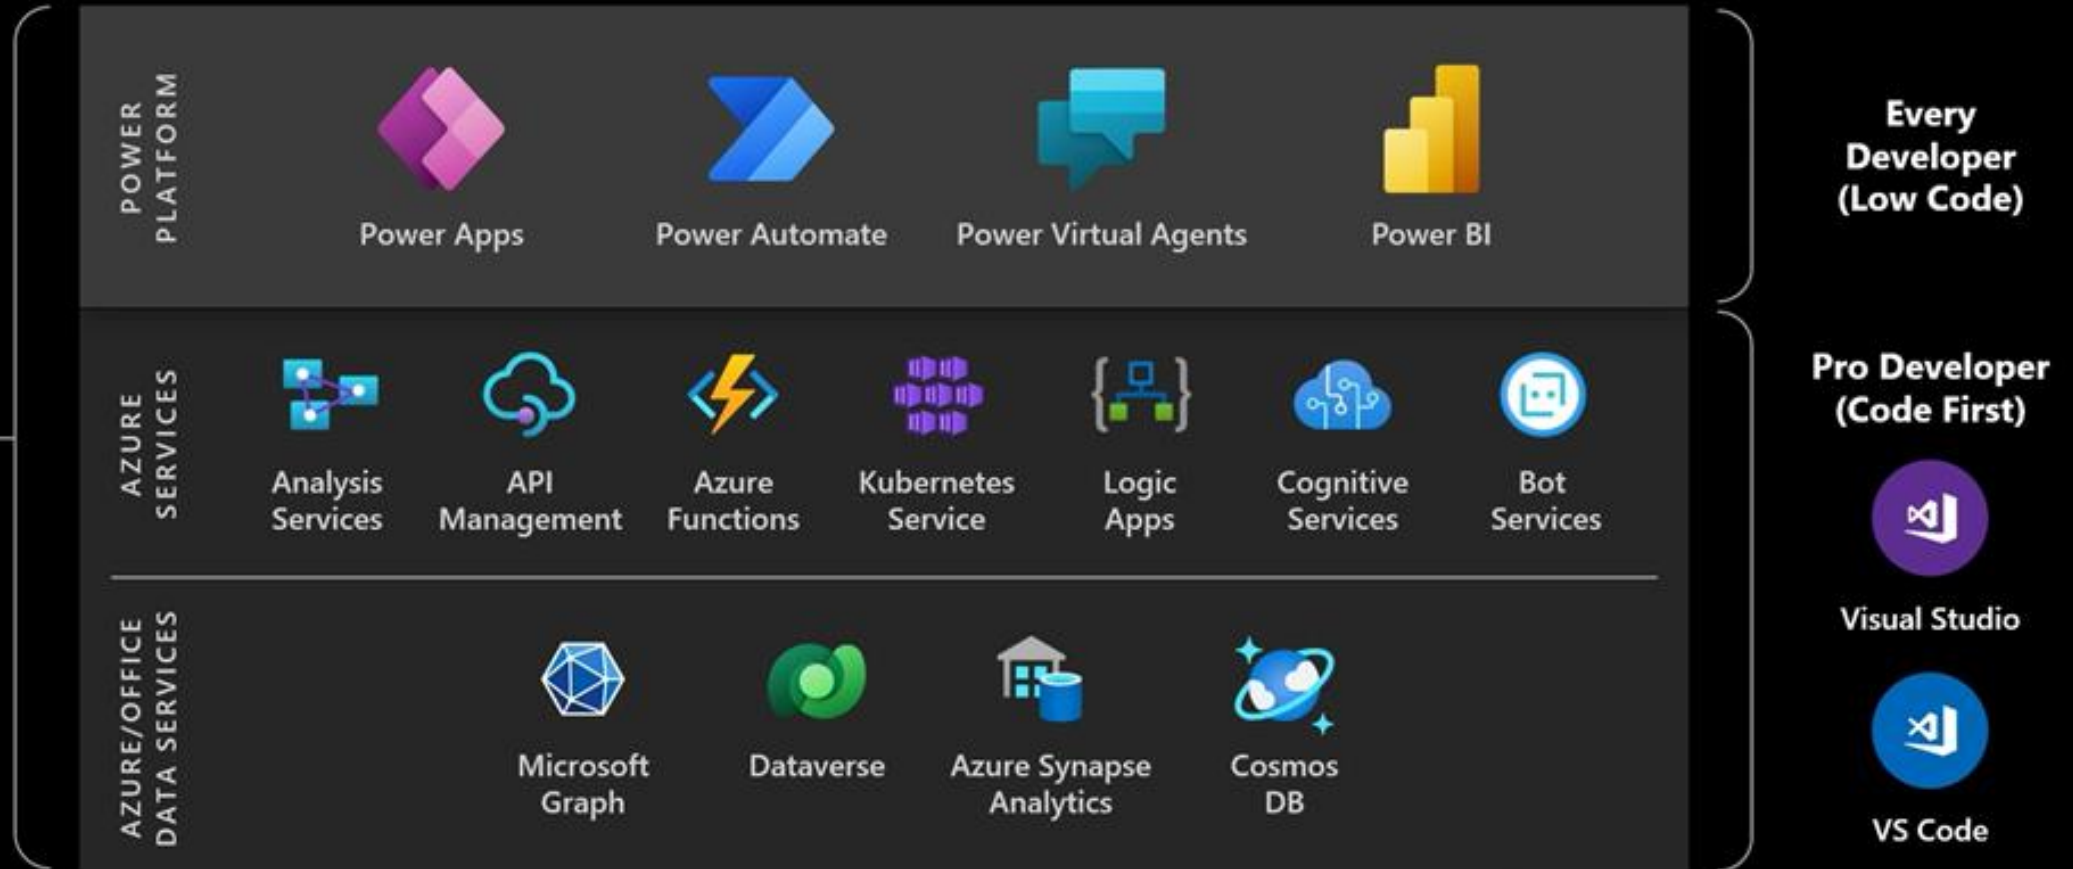 POWER
PLATFORM
Power Apps
Power Automate
Power Virtual Agents
Power BI
Every
Developer
(Low Code)
AZURE
SERVICES
Analysis
Services
API
Management
Azure
Functions
Kubernetes
Service
Logic
Apps
Cognitive
Services
Bot
Services
Pro Developer
(Code First)
Visual Studio
VS Code
AZURE/OFFICE
DATA SERVICES
Microsoft
Graph
Dataverse
Azure Synapse
Analytics
Cosmos
DB